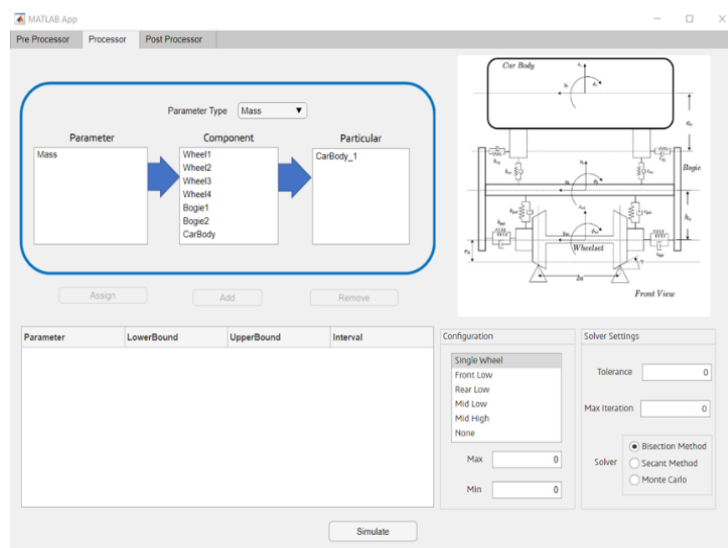 MATLAB App
Pre Processor Processor Post Processor
Parameter Type Mass
Parameter Component Particular
Mass
Wheel1
Wheel2
Wheel3
Wheel4
Bogie1
Bogie2
CarBody
CarBody_1
Assign Add Remove
Car Body
Bogie
Wheelset
2a
Front View
Parameter LowerBound UpperBound Interval
Configuration
Single Wheel
Front Low
Rear Low
Mid Low
Mid High
None
Max 0
Min 0
Solver Settings
Tolerance 0
Max Iteration 0
Solver
Bisection Method
Secant Method
Monte Carlo
Simulate